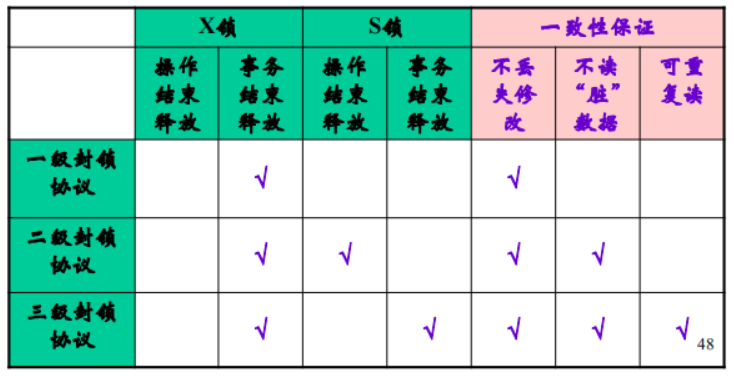 X锁 S锁 一致性保证
操作 事务 操作 事务 不丢 不读 可重
结束 结束 结束 结束 失修 “脏” 复读
释放 释放 释放 释放 改 数据
一级封锁
协议 √ √
二级封锁
协议 √ √ √ √
三级封锁
协议 √ √ √ √ √
48